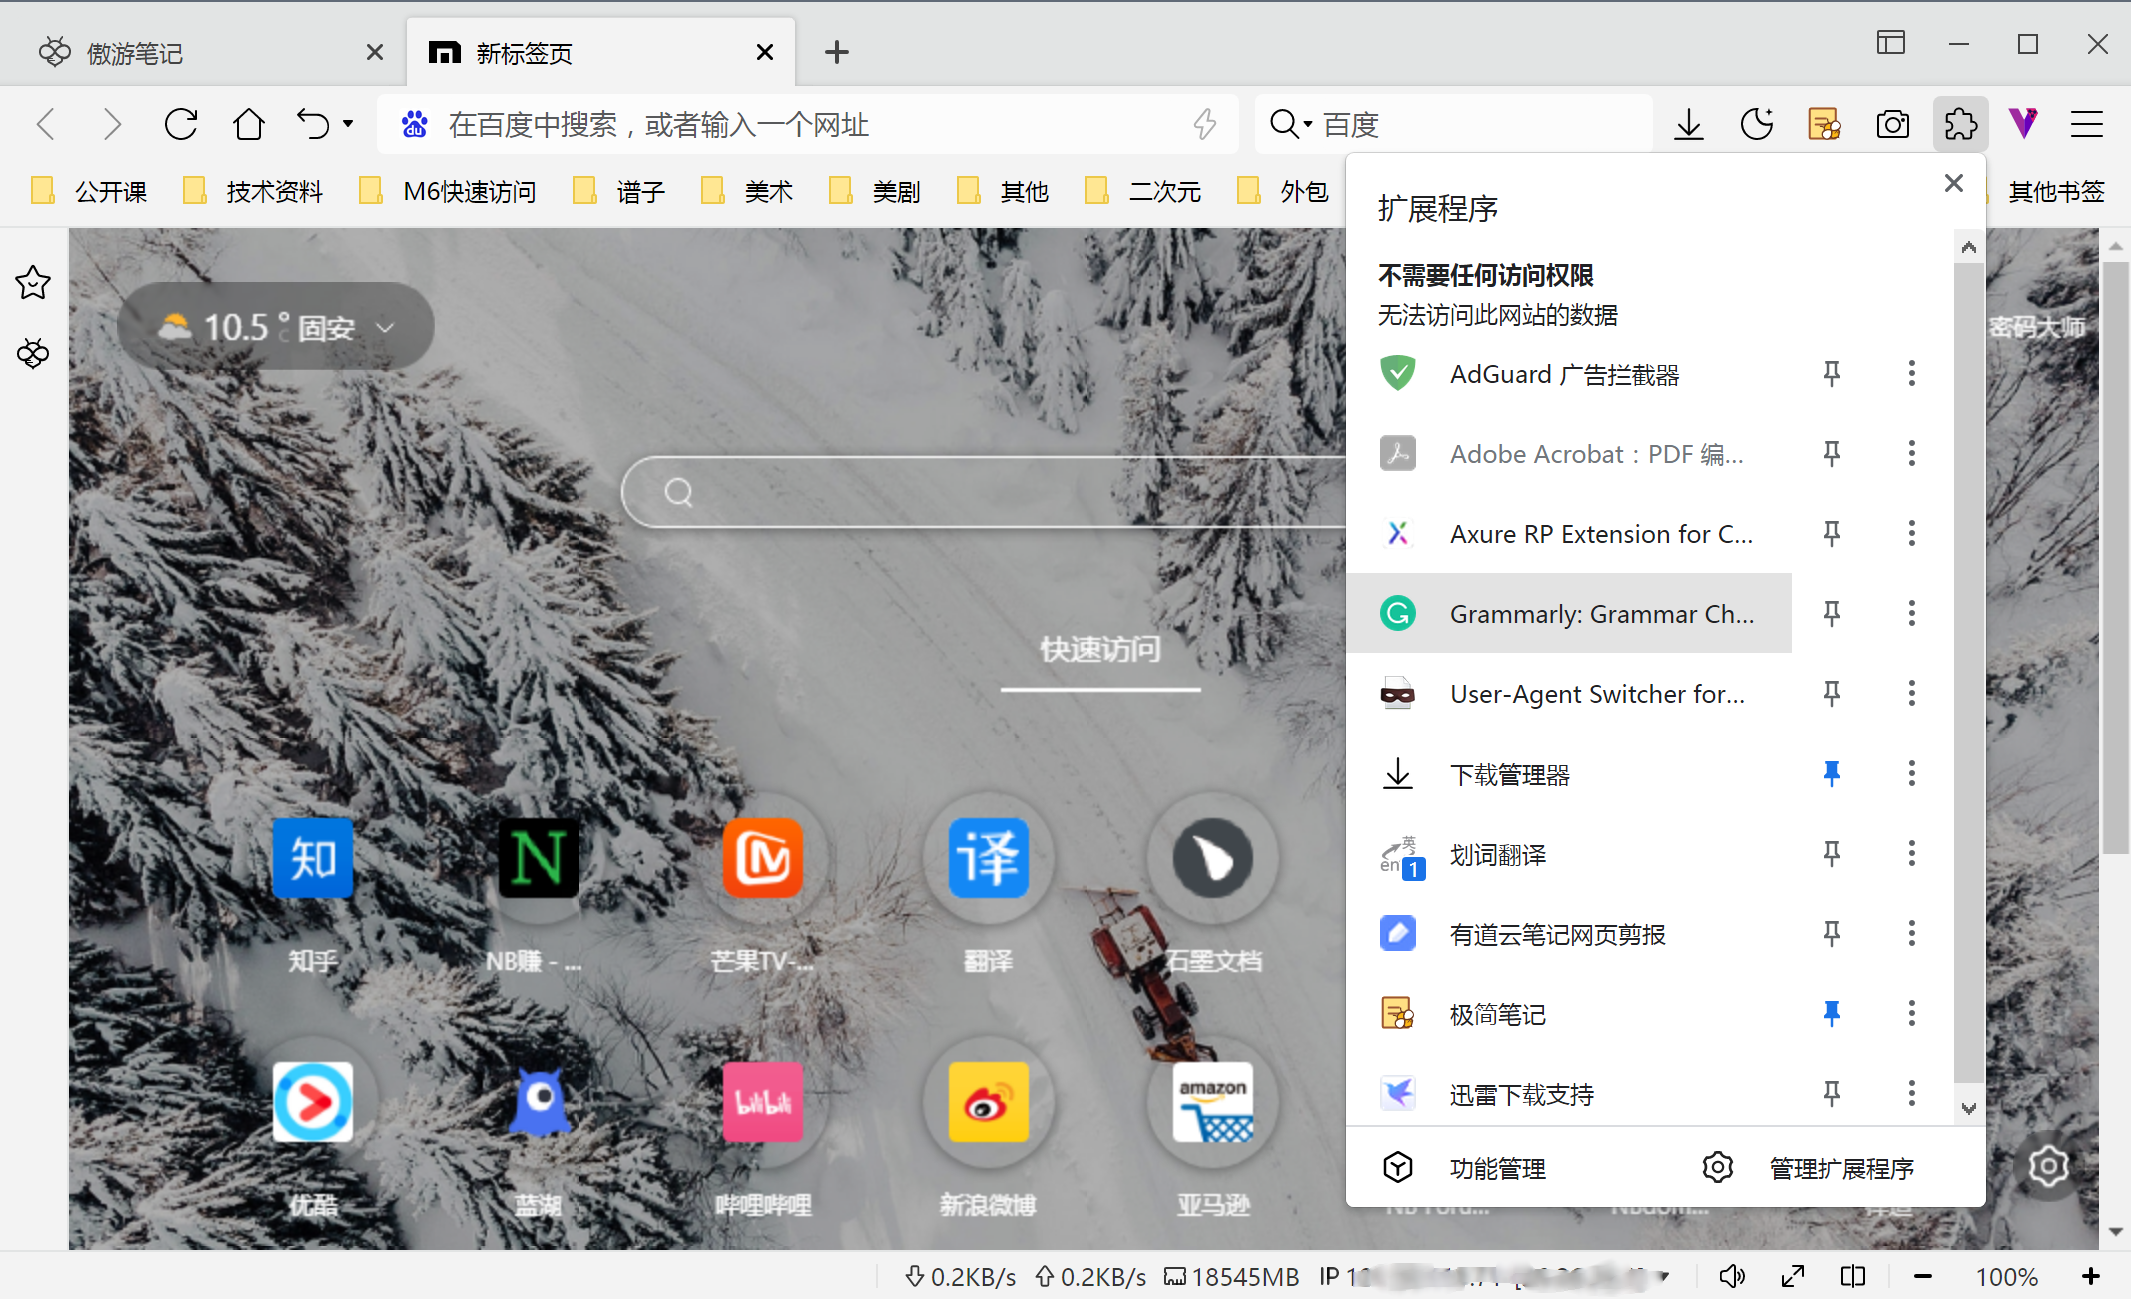 傲游笔记
新标签页
在百度中搜索，或者输入一个网址
百度
公开课
技术资料
M6快速访问
谱子
美术
美剧
其他
二次元
外包
其他书签
10.5 °C 固安
密码大师
快速访问
知
知乎
N
NB赚 - ...
芒果TV-...
译
翻译
石墨文档
优酷
蓝湖
bilibili
哔哩哔哩
新浪微博
amazon
亚马逊
扩展程序
不需要任何访问权限
无法访问此网站的数据
AdGuard 广告拦截器
Adobe Acrobat：PDF 编...
Axure RP Extension for C...
Grammarly: Grammar Ch...
User-Agent Switcher for...
下载管理器
英
en
1
划词翻译
有道云笔记网页剪报
极简笔记
迅雷下载支持
功能管理
管理扩展程序
0.2KB/s
0.2KB/s
18545MB
IP
100%